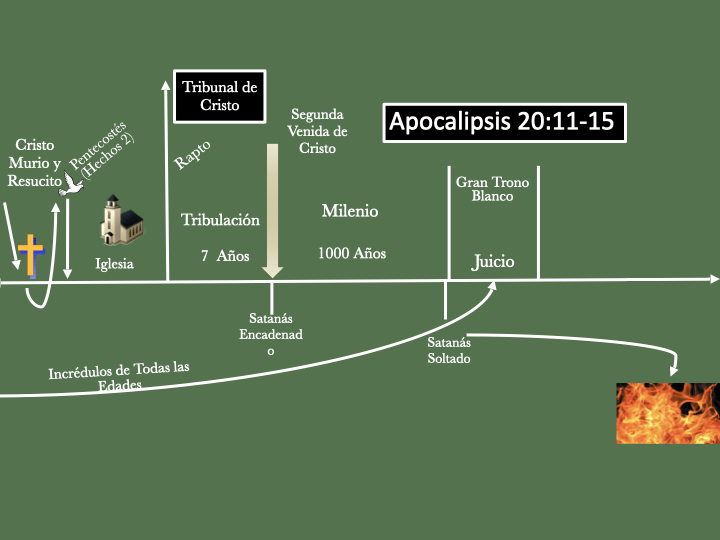 Tribunal de
Cristo
Segunda
Venida de
Cristo
Apocalipsis 20:11-15
Cristo
Murio y
Resucito
Pentecostés
(Hechos 2)
Rapto
Gran Trono
Blanco
Tribulación
Milenio
7 Años
1000 Años
Iglesia
Juicio
Satanás
Encadenad
o
Satanás
Soltado
Incrédulos de Todas las
Edades